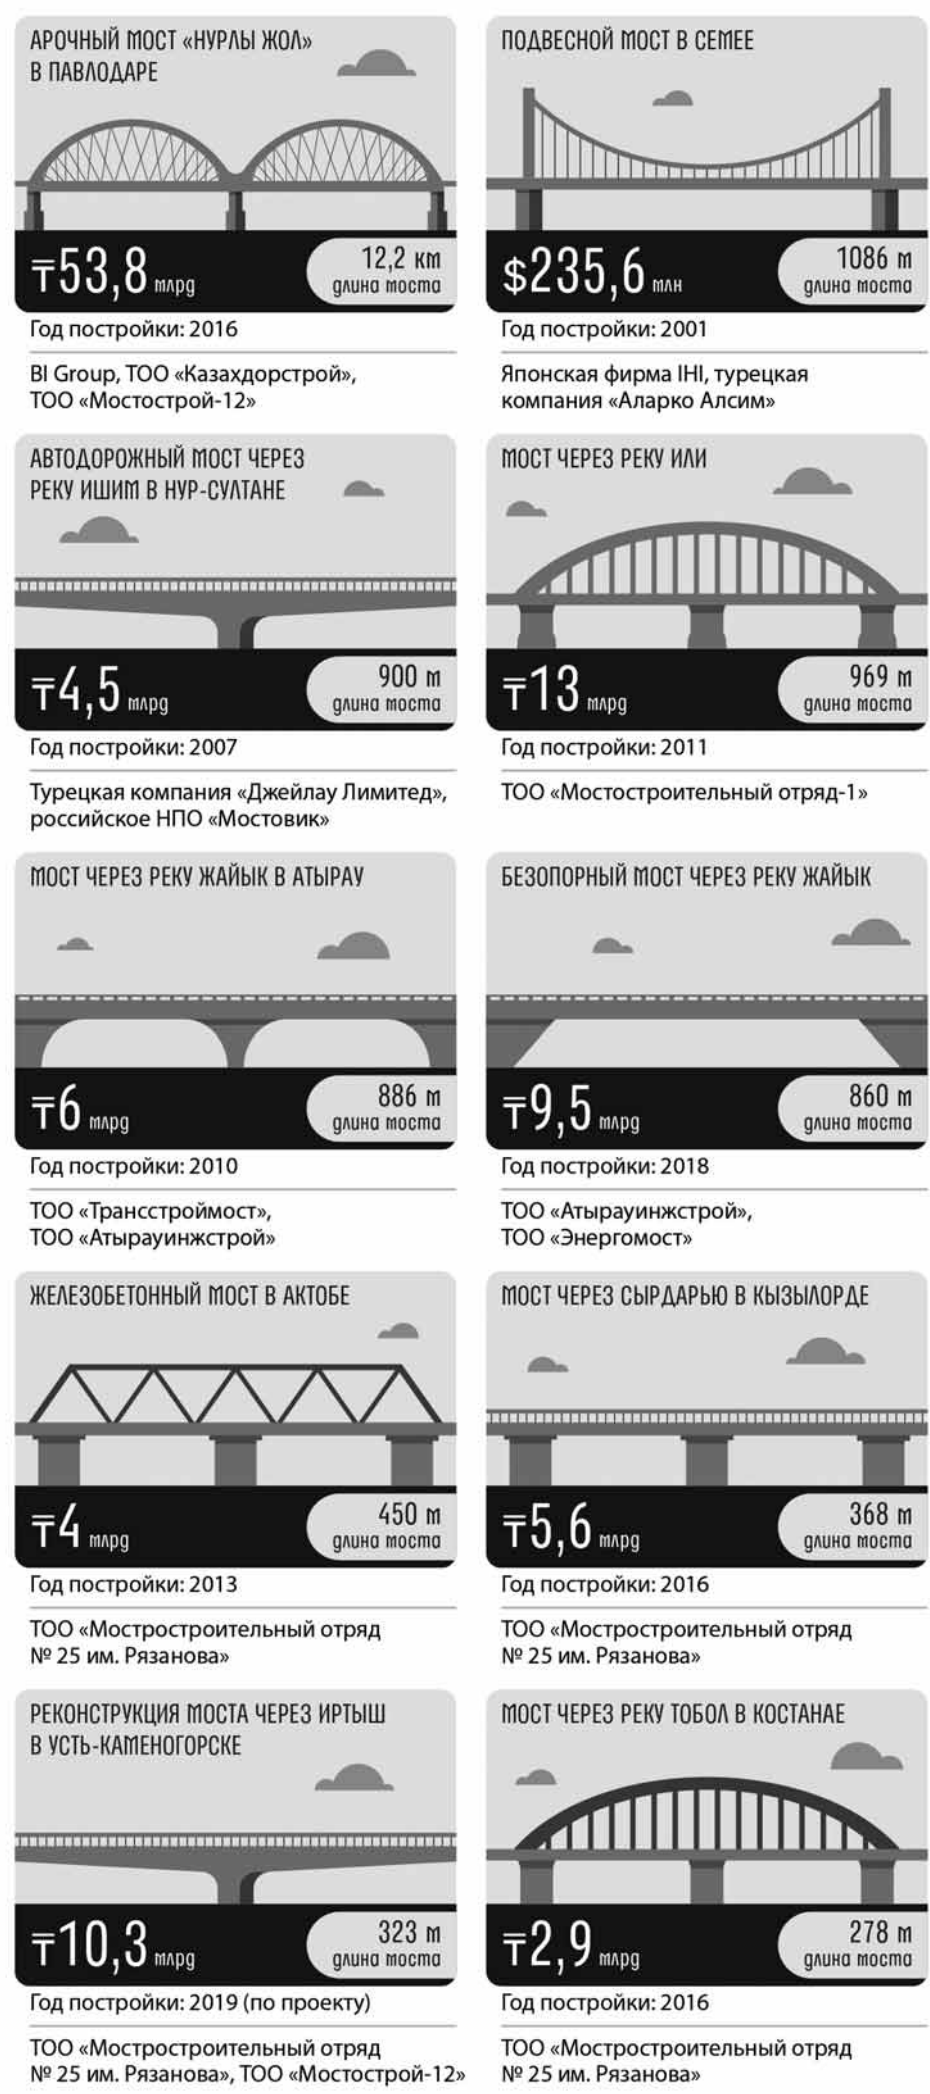 АРОЧНЫЙ МОСТ «НУРЛЫ ЖОЛ»
В ПАВЛОДАРЕ
₸53,8 млрд
12,2 км
длина моста
Год постройки: 2016
BI Group, ТОО «Казахдорстрой»,
ТОО «Мостострой-12»
ПОДВЕСНОЙ МОСТ В СЕМЕЕ
$235,6 млн
1086 м
длина моста
Год постройки: 2001
Японская фирма IHI, турецкая
компания «Аларко Алсим»
АВТОДОРОЖНЫЙ МОСТ ЧЕРЕЗ
РЕКУ ИШИМ В НУР-СУЛТАНЕ
₸4,5 млрд
900 м
длина моста
Год постройки: 2007
Турецкая компания «Джейлау Лимитед»,
российское НПО «Мостовик»
МОСТ ЧЕРЕЗ РЕКУ ИЛИ
₸13 млрд
969 м
длина моста
Год постройки: 2011
ТОО «Мостостроительный отряд-1»
МОСТ ЧЕРЕЗ РЕКУ ЖАЙЫК В АТЫРАУ
₸6 млрд
886 м
длина моста
Год постройки: 2010
ТОО «Трансстроймост»,
ТОО «Атырауинжстрой»
БЕЗОПОРНЫЙ МОСТ ЧЕРЕЗ РЕКУ ЖАЙЫК
₸9,5 млрд
860 м
длина моста
Год постройки: 2018
ТОО «Атырауинжстрой»,
ТОО «Энергомост»
ЖЕЛЕЗОБЕТОННЫЙ МОСТ В АКТОБЕ
₸4 млрд
450 м
длина моста
Год постройки: 2013
ТОО «Мостростроительный отряд
№ 25 им. Рязанова»
МОСТ ЧЕРЕЗ СЫРДАРЬЮ В КЫЗЫЛОРДЕ
₸5,6 млрд
368 м
длина моста
Год постройки: 2016
ТОО «Мостростроительный отряд
№ 25 им. Рязанова»
РЕКОНСТРУКЦИЯ МОСТА ЧЕРЕЗ ИРТЫШ
В УСТЬ-КАМЕНОГОРСКЕ
₸10,3 млрд
323 м
длина моста
Год постройки: 2019 (по проекту)
ТОО «Мостростроительный отряд
№ 25 им. Рязанова», ТОО «Мостострой-12»
МОСТ ЧЕРЕЗ РЕКУ ТОБОЛ В КОСТАНАЕ
₸2,9 млрд
278 м
длина моста
Год постройки: 2016
ТОО «Мостростроительный отряд
№ 25 им. Рязанова»